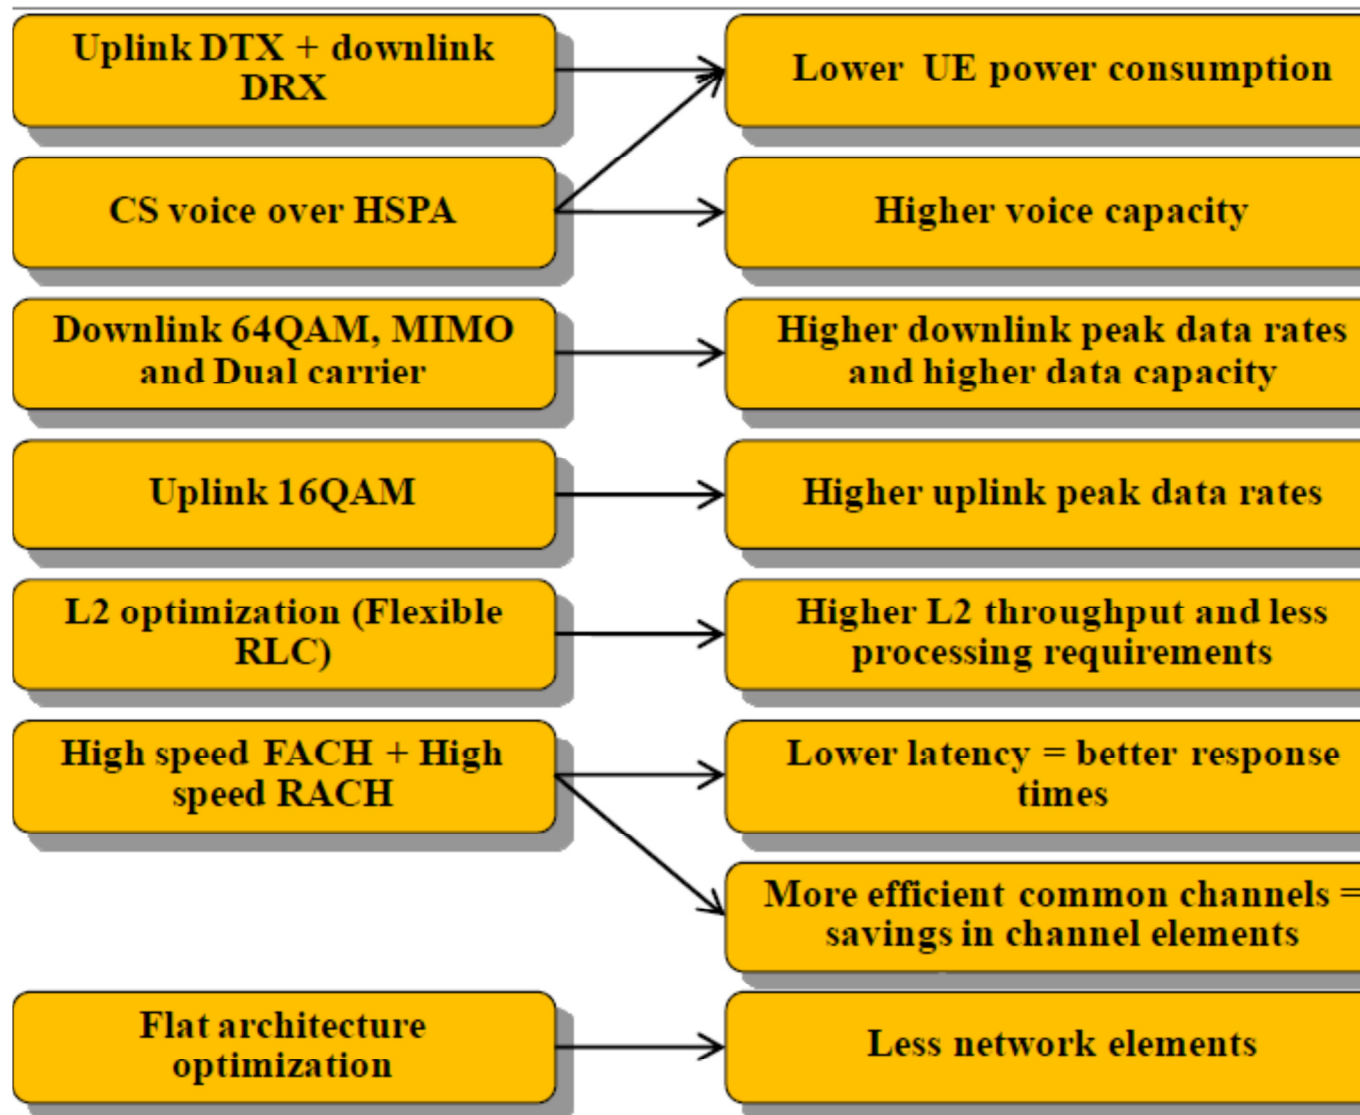 Uplink DTX + downlink
DRX
Lower UE power consumption
CS voice over HSPA
Higher voice capacity
Downlink 64QAM, MIMO
and Dual carrier
Higher downlink peak data rates
and higher data capacity
Uplink 16QAM
Higher uplink peak data rates
L2 optimization (Flexible
RLC)
Higher L2 throughput and less
processing requirements
High speed FACH + High
speed RACH
Lower latency = better response
times
More efficient common channels =
savings in channel elements
Flat architecture
optimization
Less network elements